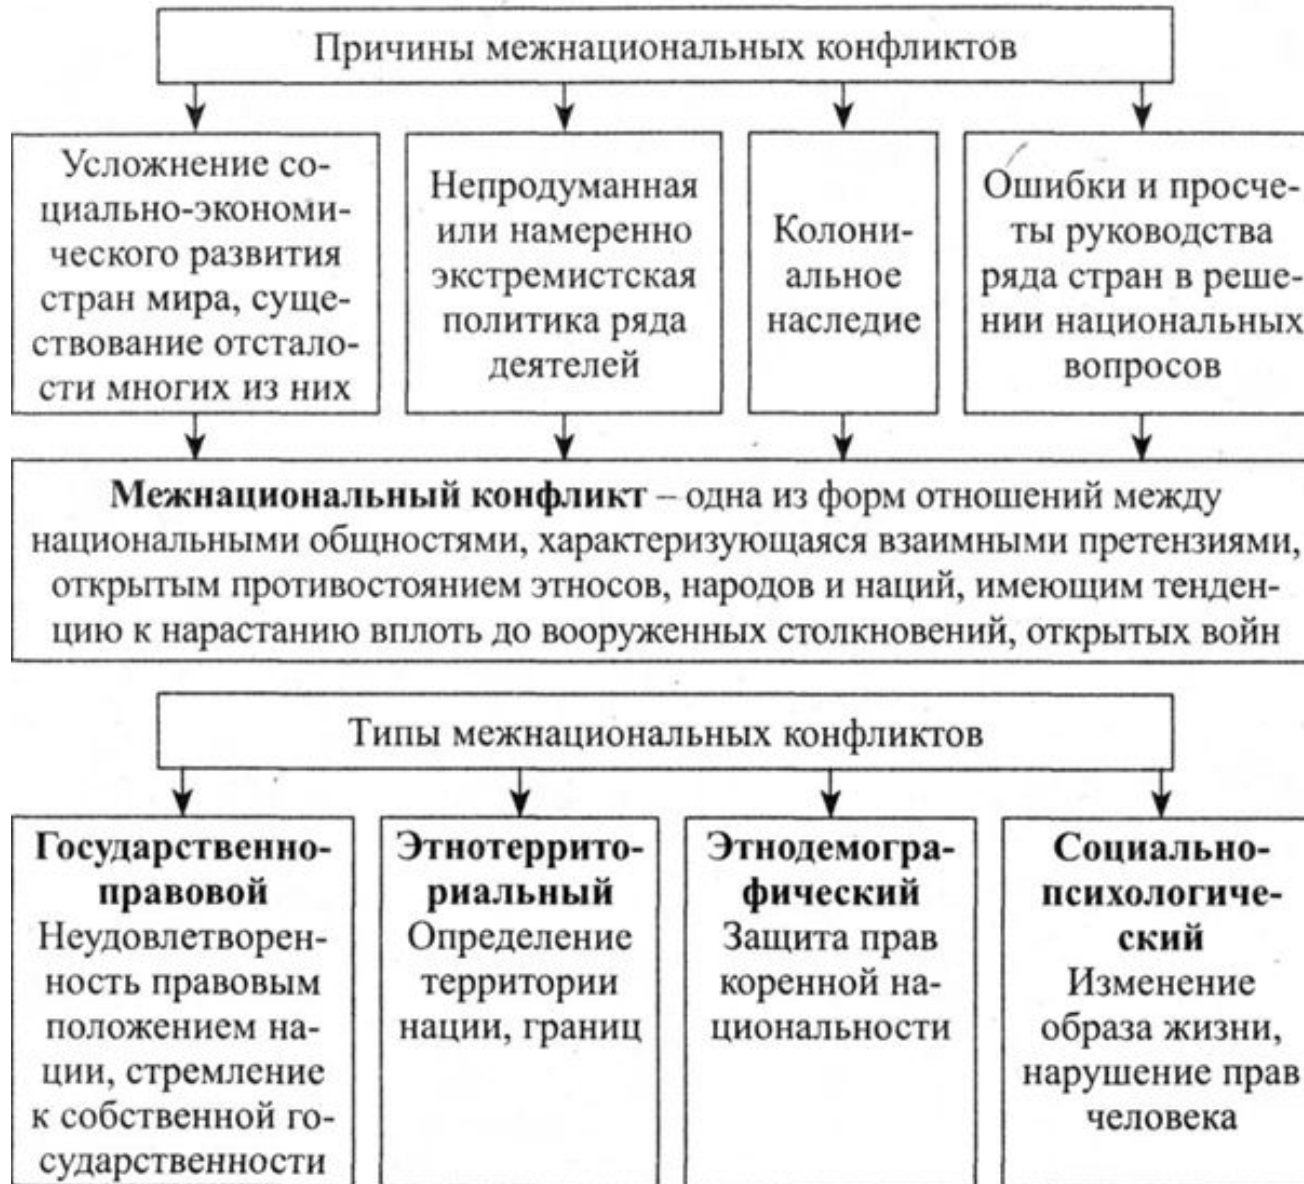 Причины межнациональных конфликтов
Усложнение со-
циально-экономи-
ческого развития
стран мира, суще-
ствование отстало-
сти многих из них
Непродуманная
или намеренно
экстремистская
политика ряда
деятелей
Колони-
альное
наследие
Ошибки и просче-
ты руководства
ряда стран в реше-
нии национальных
вопросов
Межнациональный конфликт – одна из форм отношений между
национальными общностями, характеризующаяся взаимными претензиями,
открытым противостоянием этносов, народов и наций, имеющим тенден-
цию к нарастанию вплоть до вооруженных столкновений, открытых войн
Типы межнациональных конфликтов
Государственно-
правовой
Неудовлетворен-
ность правовым
положением на-
ции, стремление
к собственной го-
сударственности
Этнотеррито-
риальный
Определение
территории
нации, границ
Этнодемогра-
фический
Защита прав
коренной на-
циональности
Социально-
психологиче-
ский
Изменение
образа жизни,
нарушение прав
человека